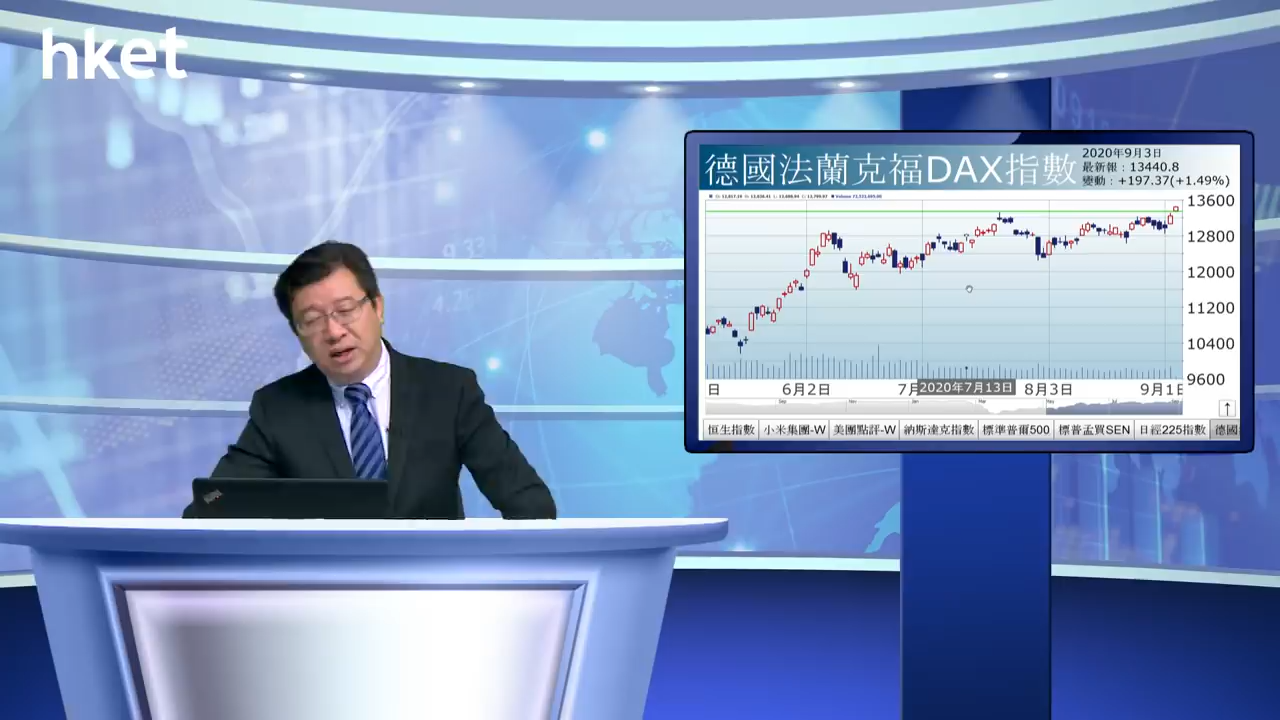 hket
德國法蘭克福DAX指數
2020年9月3日
最新報：13440.8
變動：+197.37(+1.49%)
13600
12800
12000
11200
10400
9600
日
6月2日
7月
2020年7月13日
8月3日
9月1日
恒生指數
小米集團-W
美團點評-W
納斯達克指數
標準普爾500
標普孟買SEN
日經225指數
德國
↑